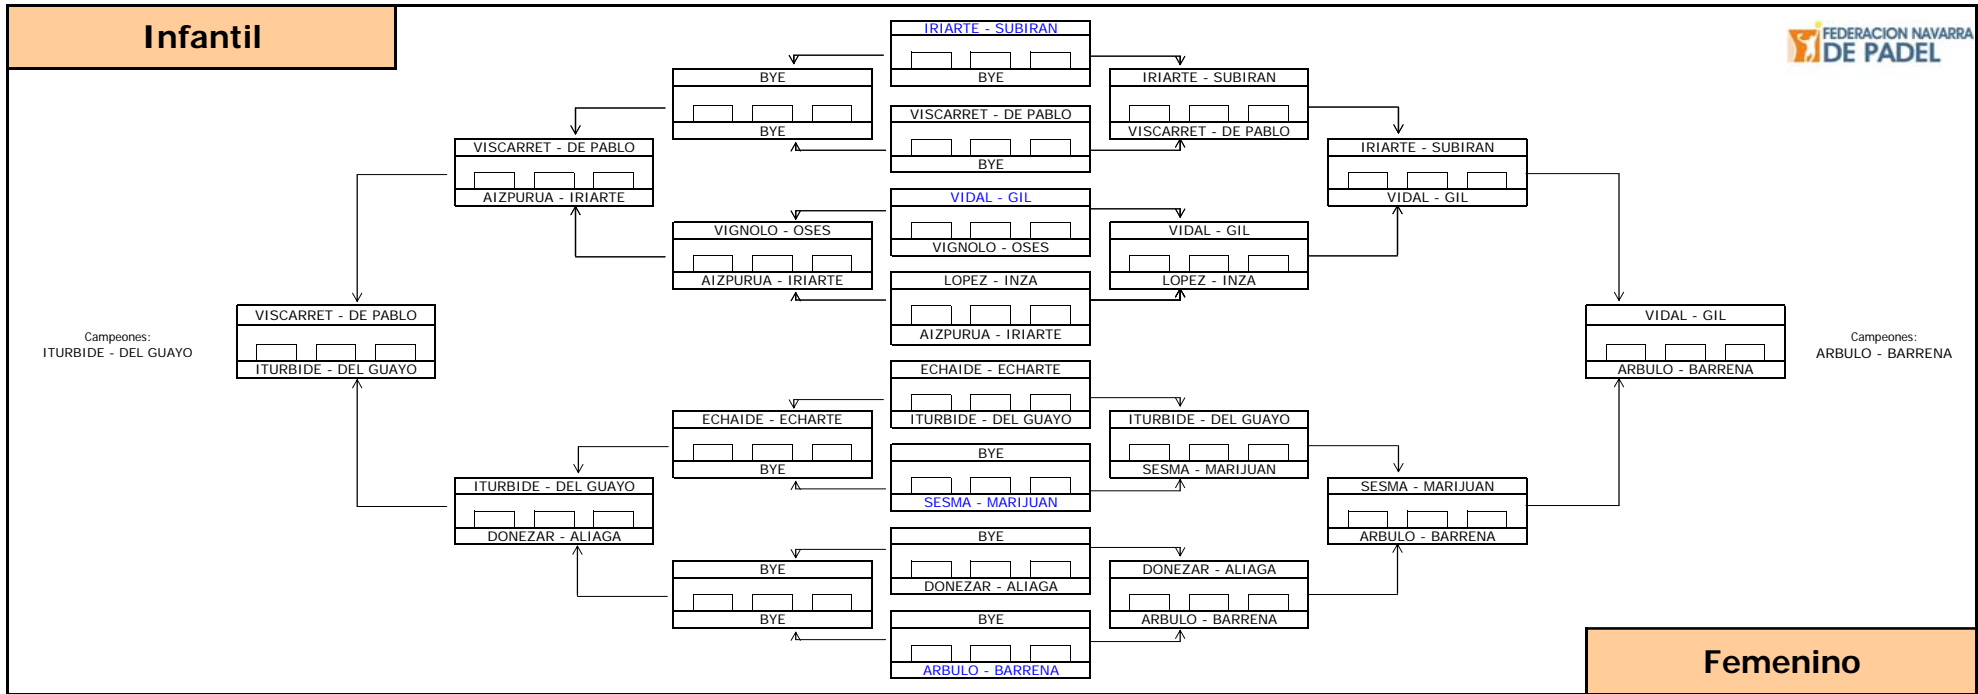 Infantil
FEDERACION NAVARRA
DE PADEL
IRIARTE - SUBIRAN
BYE
VISCARRET - DE PABLO
BYE
VIDAL - GIL
VIGNOLO - OSES
LOPEZ - INZA
AIZPURUA - IRIARTE
ECHAIDE - ECHARTE
ITURBIDE - DEL GUAYO
BYE
SESMA - MARIJUAN
BYE
DONEZAR - ALIAGA
BYE
ARBULO - BARRENA
BYE
BYE
VIGNOLO - OSES
AIZPURUA - IRIARTE
ECHAIDE - ECHARTE
BYE
BYE
BYE
VISCARRET - DE PABLO
AIZPURUA - IRIARTE
ITURBIDE - DEL GUAYO
DONEZAR - ALIAGA
VISCARRET - DE PABLO
ITURBIDE - DEL GUAYO
Campeones:
ITURBIDE - DEL GUAYO
IRIARTE - SUBIRAN
VISCARRET - DE PABLO
VIDAL - GIL
LOPEZ - INZA
ITURBIDE - DEL GUAYO
SESMA - MARIJUAN
DONEZAR - ALIAGA
ARBULO - BARRENA
IRIARTE - SUBIRAN
VIDAL - GIL
SESMA - MARIJUAN
ARBULO - BARRENA
VIDAL - GIL
ARBULO - BARRENA
Campeones:
ARBULO - BARRENA
Femenino